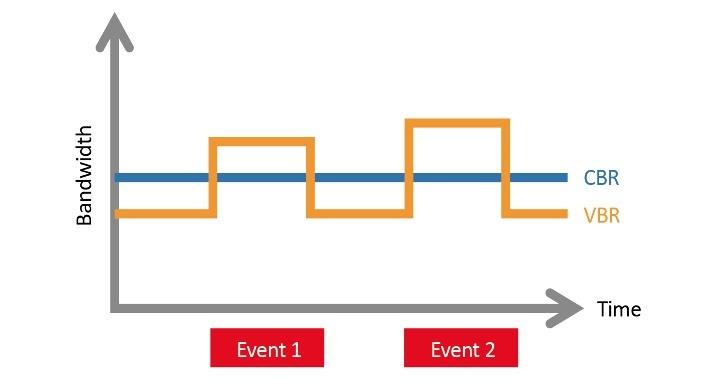 Bandwidth
CBR
VBR
Time
Event 1
Event 2